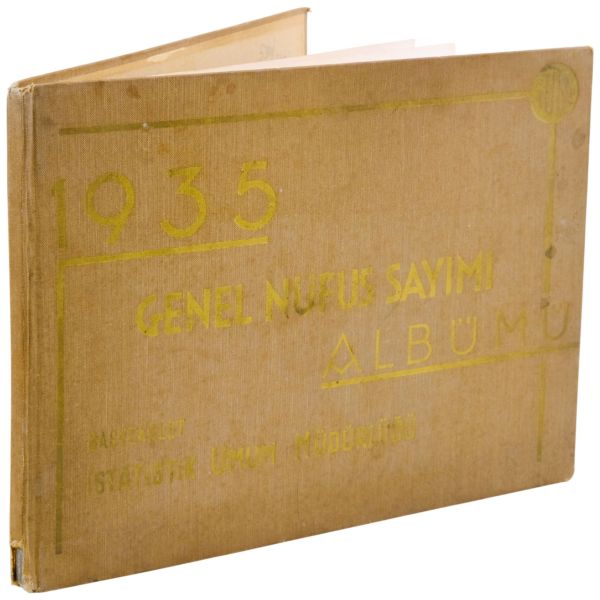 1935
GENEL NUFUS SAYIMI
ALBÜMÜ
BAŞVEKÂLET
İSTATİSTİK UMUM MÜDÜRLÜĞÜ